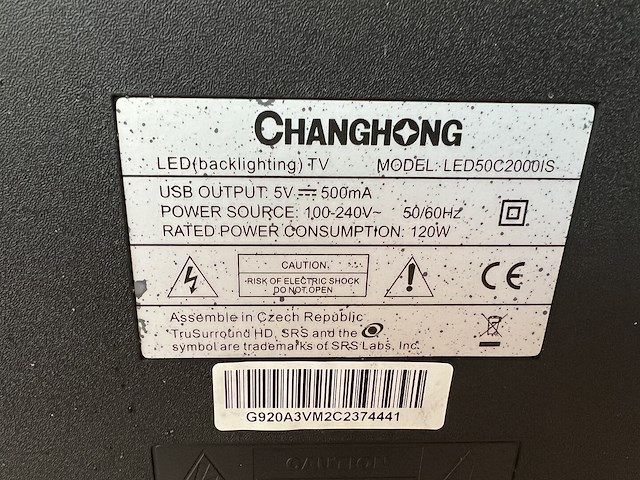 CHANGHONG
LED(backlighting) TV MODEL: LED50C2000IS
USB OUTPUT: 5V⎓500mA
POWER SOURCE: 100-240V~ 50/60Hz
RATED POWER CONSUMPTION: 120W
CAUTION
RISK OF ELECTRIC SHOCK
DO NOT OPEN
CE
Assemble in Czech Republic
TruSurround HD, SRS and the
symbol are trademarks of SRS Labs, Inc.
G920A3VM2C2374441
CAUTION